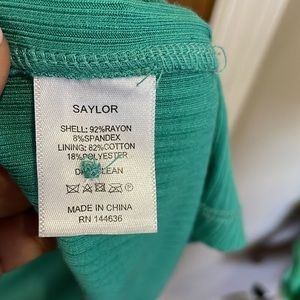 SAYLOR
SHELL: 92%RAYON
8%SPANDEX
LINING: 82%COTTON
18%POLYESTER
CLEAN
MADE IN CHINA
RN 144636